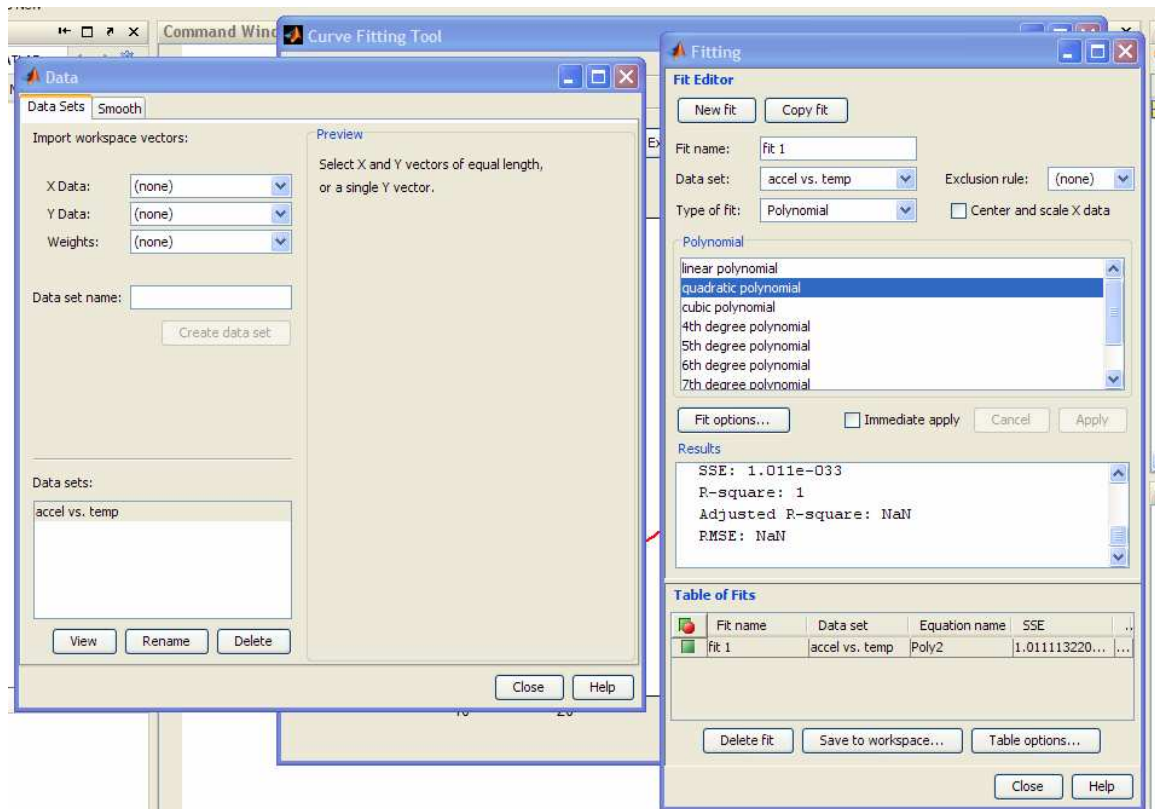 Command Wind
Curve Fitting Tool
Data
Data Sets
Smooth
Import workspace vectors:
X Data: (none)
Y Data: (none)
Weights: (none)
Data set name:
Create data set
Data sets:
accel vs. temp
View
Rename
Delete
Preview
Select X and Y vectors of equal length,
or a single Y vector.
Close
Help
Fitting
Fit Editor
New fit
Copy fit
Fit name: fit 1
Data set: accel vs. temp
Exclusion rule: (none)
Type of fit: Polynomial
Center and scale X data
Polynomial
linear polynomial
quadratic polynomial
cubic polynomial
4th degree polynomial
5th degree polynomial
6th degree polynomial
7th degree polynomial
Fit options...
Immediate apply
Cancel
Apply
Results
SSE: 1.011e-033
R-square: 1
Adjusted R-square: NaN
RMSE: NaN
Table of Fits
Fit name Data set Equation name SSE ..
fit 1 accel vs. temp Poly2 1.011113220... ...
Delete fit
Save to workspace...
Table options...
Close
Help